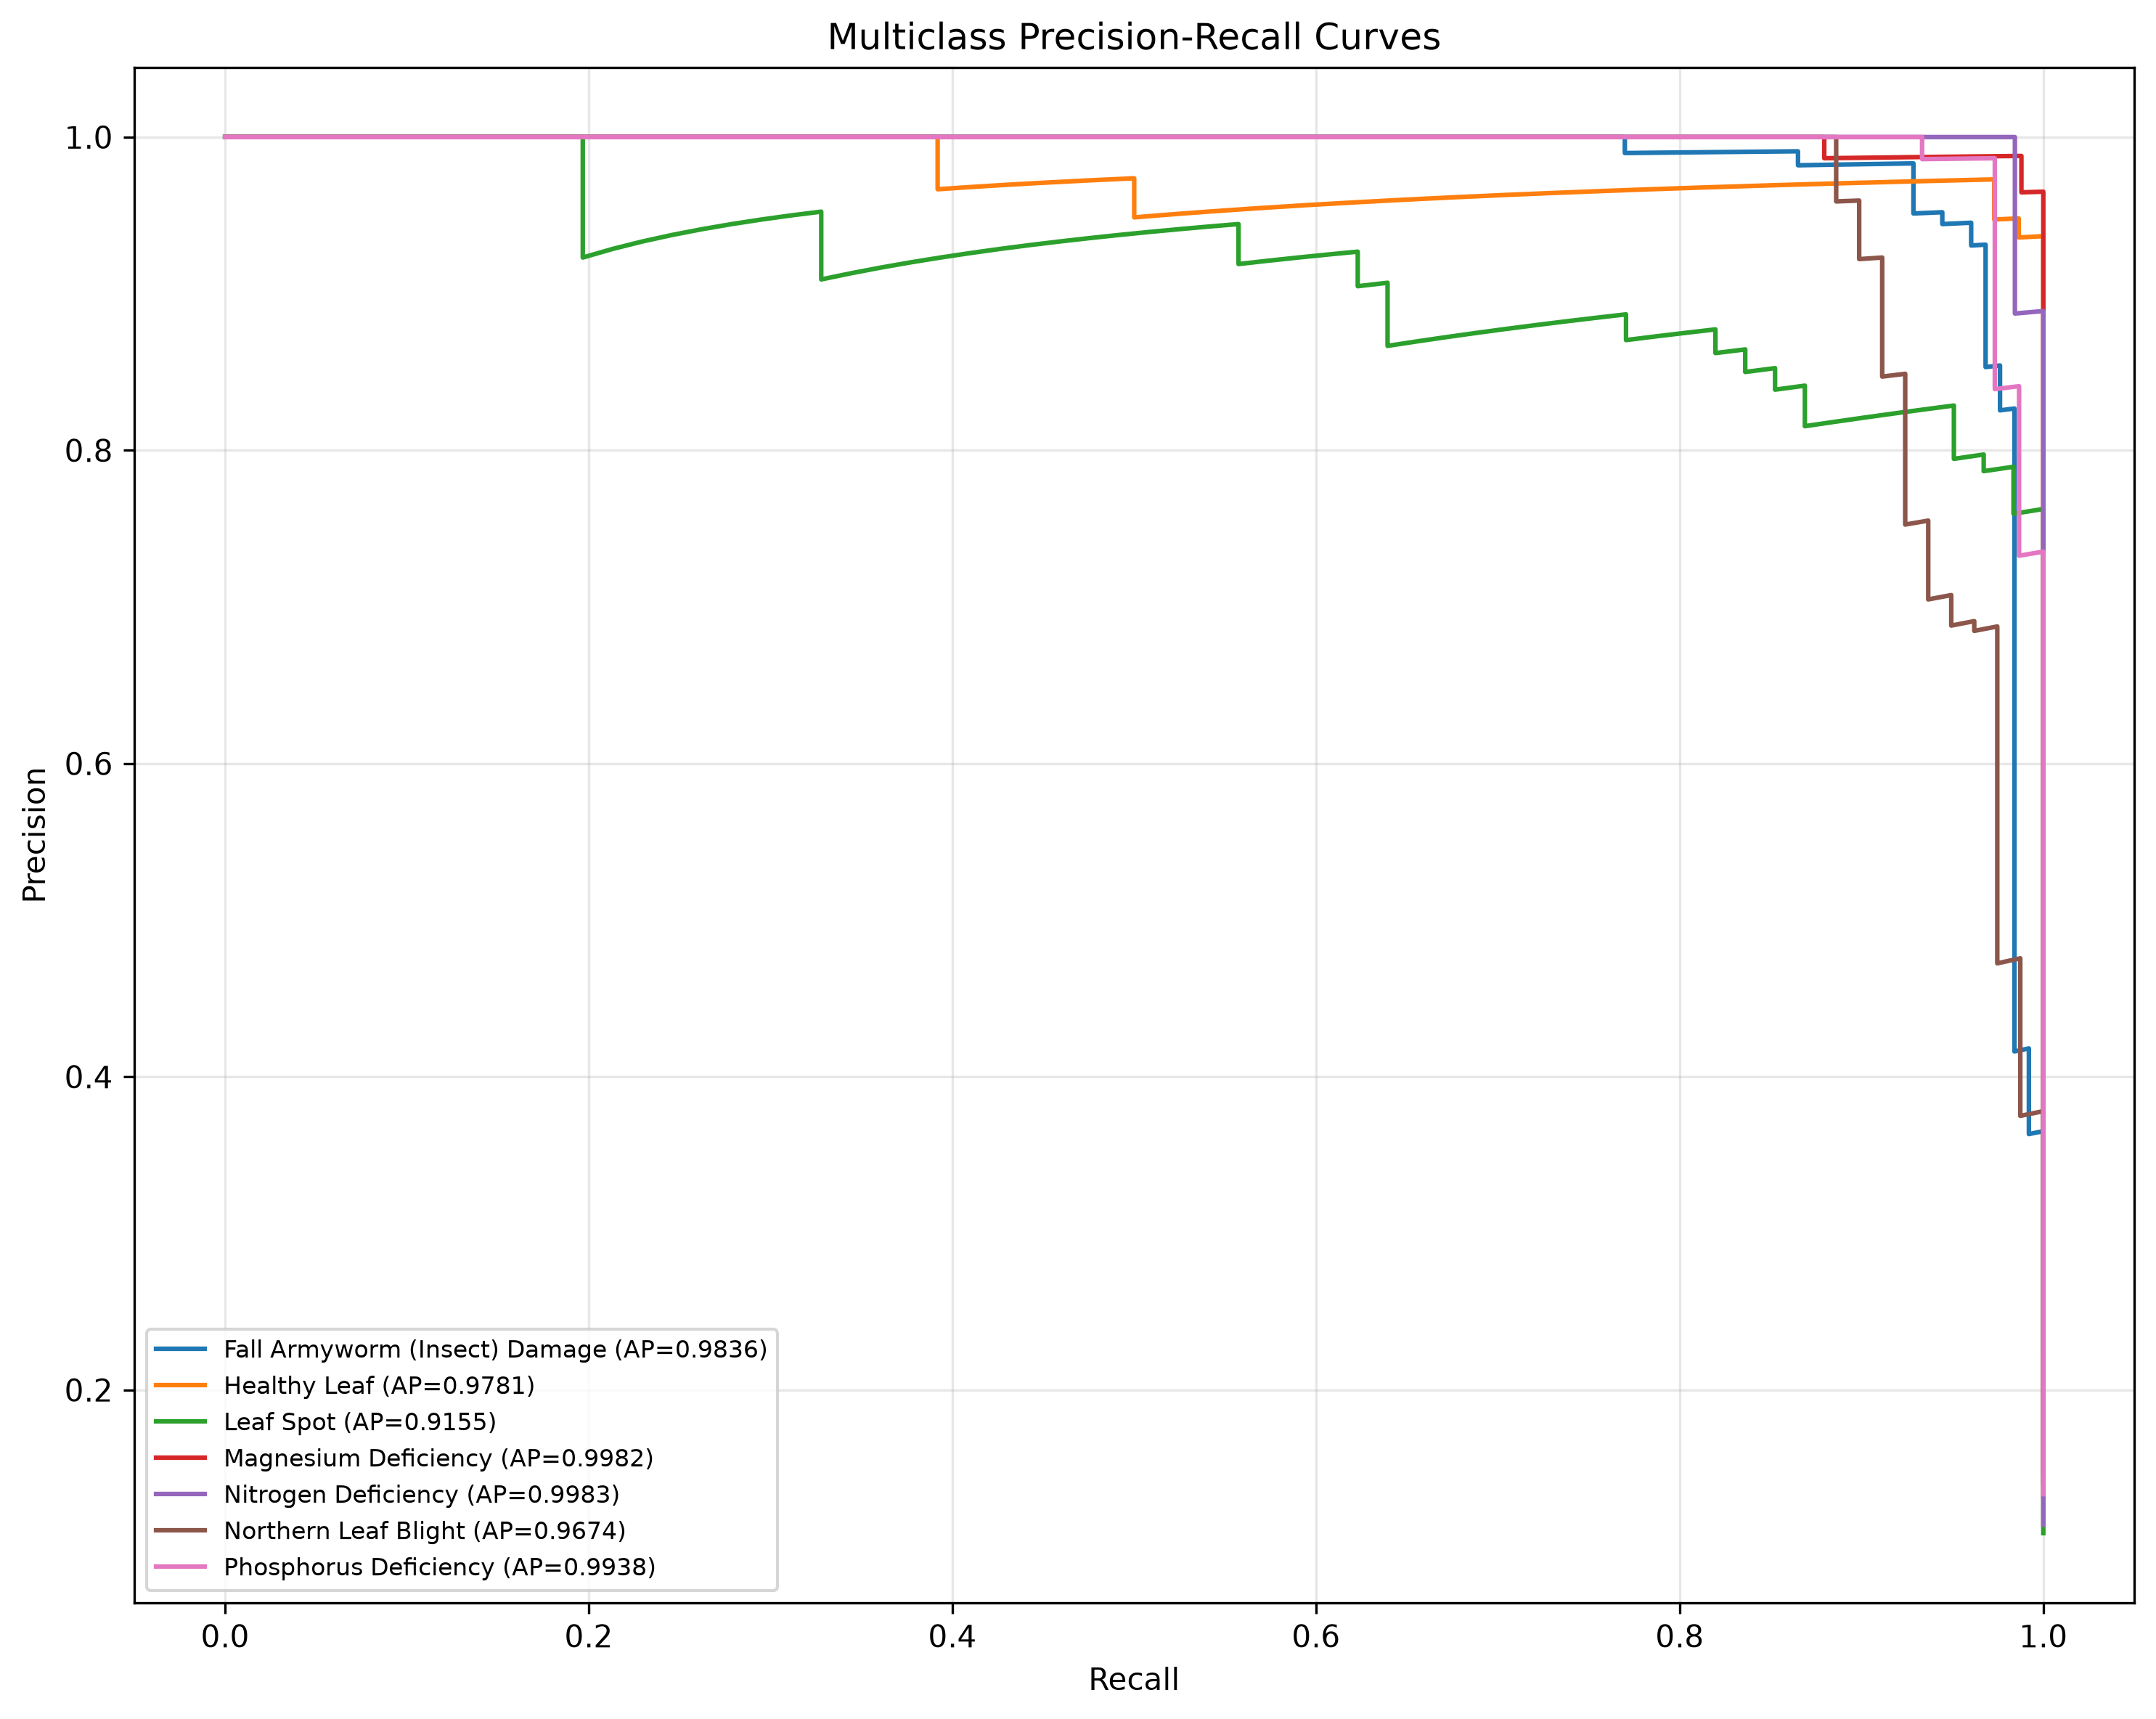 Multiclass Precision-Recall Curves
1.0
0.8
0.6
0.4
0.2
Precision
Fall Armyworm (Insect) Damage (AP=0.9836)
Healthy Leaf (AP=0.9781)
Leaf Spot (AP=0.9155)
Magnesium Deficiency (AP=0.9982)
Nitrogen Deficiency (AP=0.9983)
Northern Leaf Blight (AP=0.9674)
Phosphorus Deficiency (AP=0.9938)
0.0 0.2 0.4 0.6 0.8 1.0
Recall